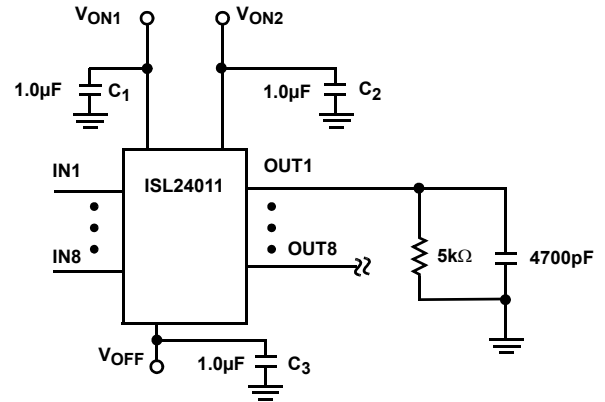 VON1
VON2
1.0µF
C1
1.0µF
C2
IN1
ISL24011
OUT1
IN8
OUT8
5kΩ
4700pF
VOFF
1.0µF
C3